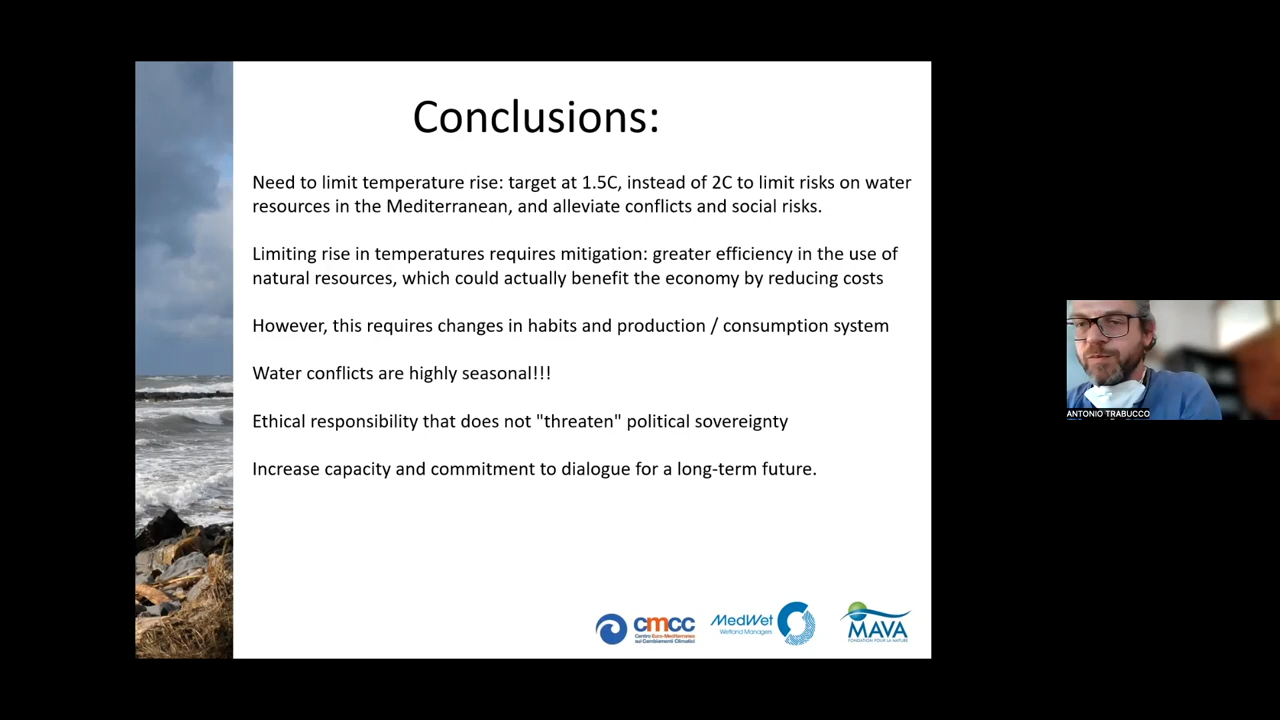 Conclusions:
Need to limit temperature rise: target at 1.5C, instead of 2C to limit risks on water
resources in the Mediterranean, and alleviate conflicts and social risks.
Limiting rise in temperatures requires mitigation: greater efficiency in the use of
natural resources, which could actually benefit the economy by reducing costs
However, this requires changes in habits and production / consumption system
Water conflicts are highly seasonal!!!
Ethical responsibility that does not "threaten" political sovereignty
Increase capacity and commitment to dialogue for a long-term future.
cmcc
Centro Euro-Mediterraneo
sui Cambiamenti Climatici
MedWet
Wetland Managers
MAVA
FONDATION POUR LA NATURE
ANTONIO TRABUCCO